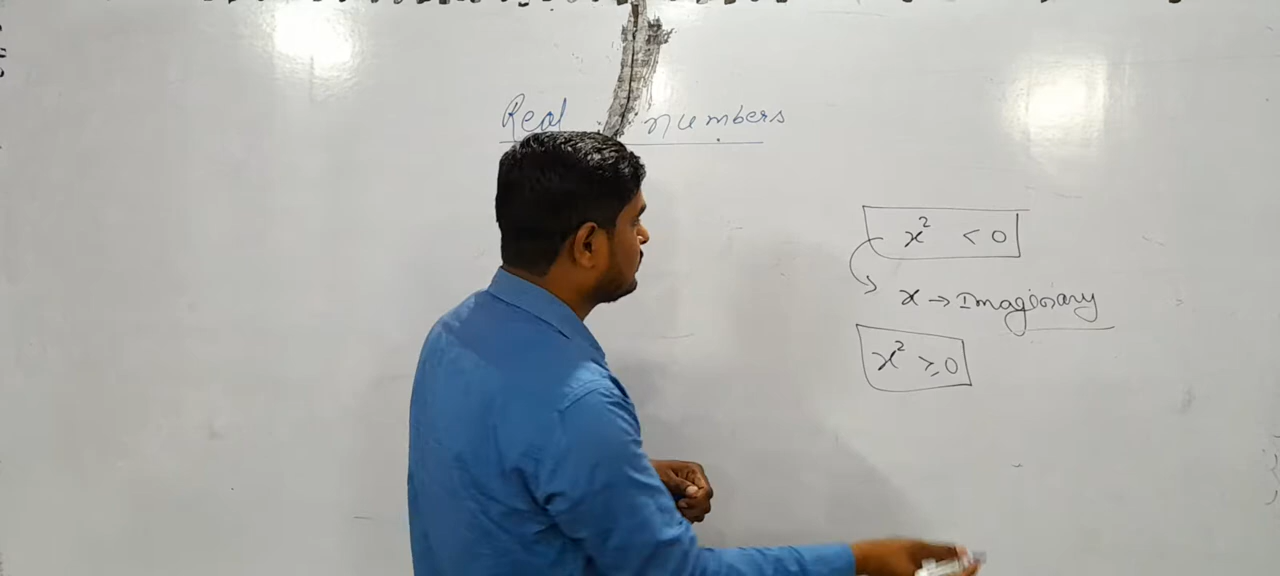 Real numbers
x² < 0
x → Imaginary
x² ≥ 0